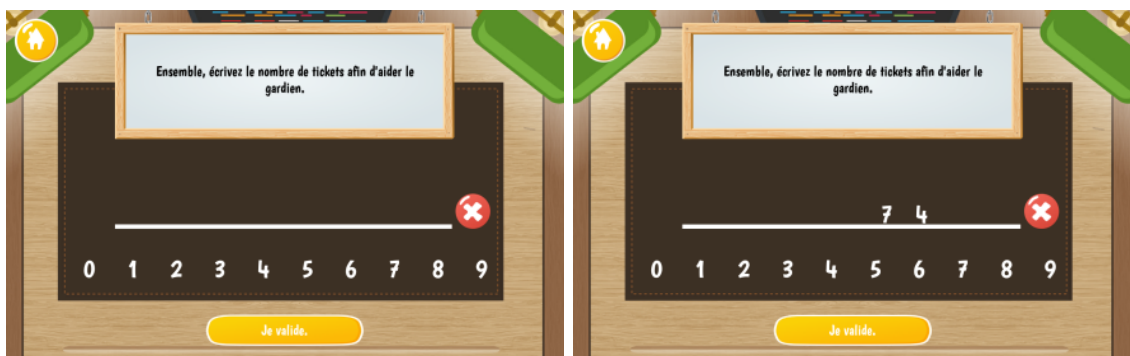 Ensemble, écrivez le nombre de tickets afin d'aider le
gardien.
0 1 2 3 4 5 6 7 8 9
Je valide.
Ensemble, écrivez le nombre de tickets afin d'aider le
gardien.
7 4
0 1 2 3 4 5 6 7 8 9
Je valide.